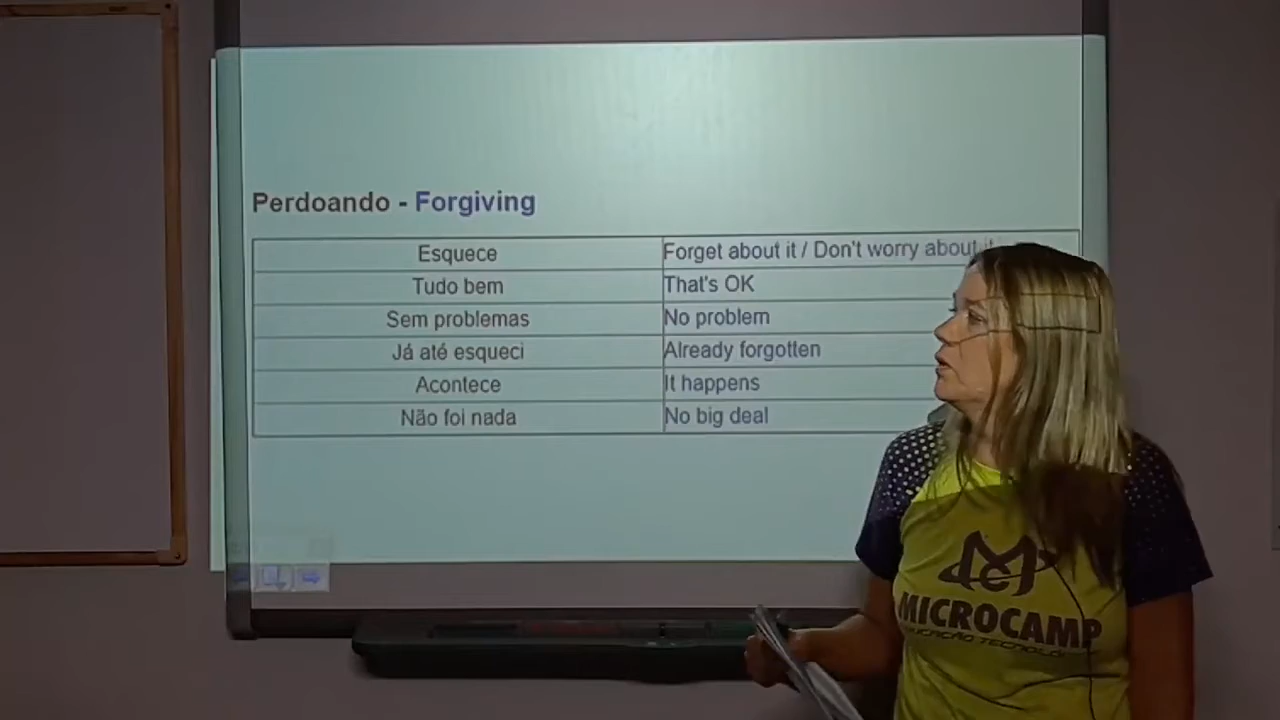 Perdoando - Forgiving
Esquece Forget about it / Don't worry about it
Tudo bem That's OK
Sem problemas No problem
Já até esqueci Already forgotten
Acontece It happens
Não foi nada No big deal
MICROCAMP